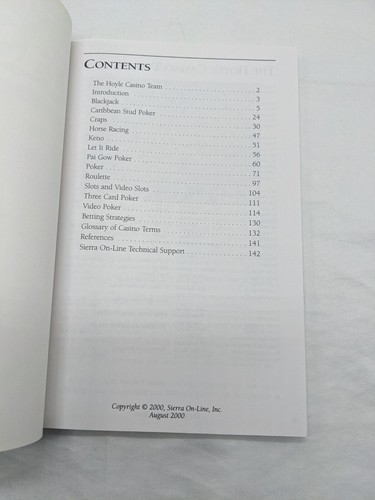 CONTENTS
The Hoyle Casino Team 2
Introduction 3
Blackjack 5
Caribbean Stud Poker 24
Craps 30
Horse Racing 47
Keno 51
Let It Ride 56
Pai Gow Poker 60
Poker 71
Roulette 97
Slots and Video Slots 104
Three Card Poker 111
Video Poker 114
Betting Strategies 130
Glossary of Casino Terms 132
References 141
Sierra On-Line Technical Support 142
Copyright © 2000, Sierra On-Line, Inc.
August 2000